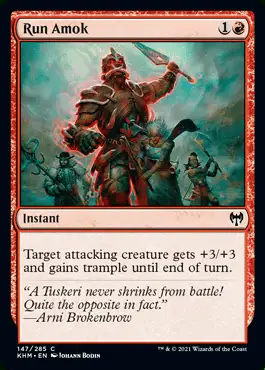 Run Amok 1
Instant
Target attacking creature gets +3/+3
and gains trample until end of turn.
“A Tuskeri never shrinks from battle!
Quite the opposite in fact.”
—Arni Brokenbrow
147/285 C
KHM • EN Johann Bodin ™ & © 2021 Wizards of the Coast